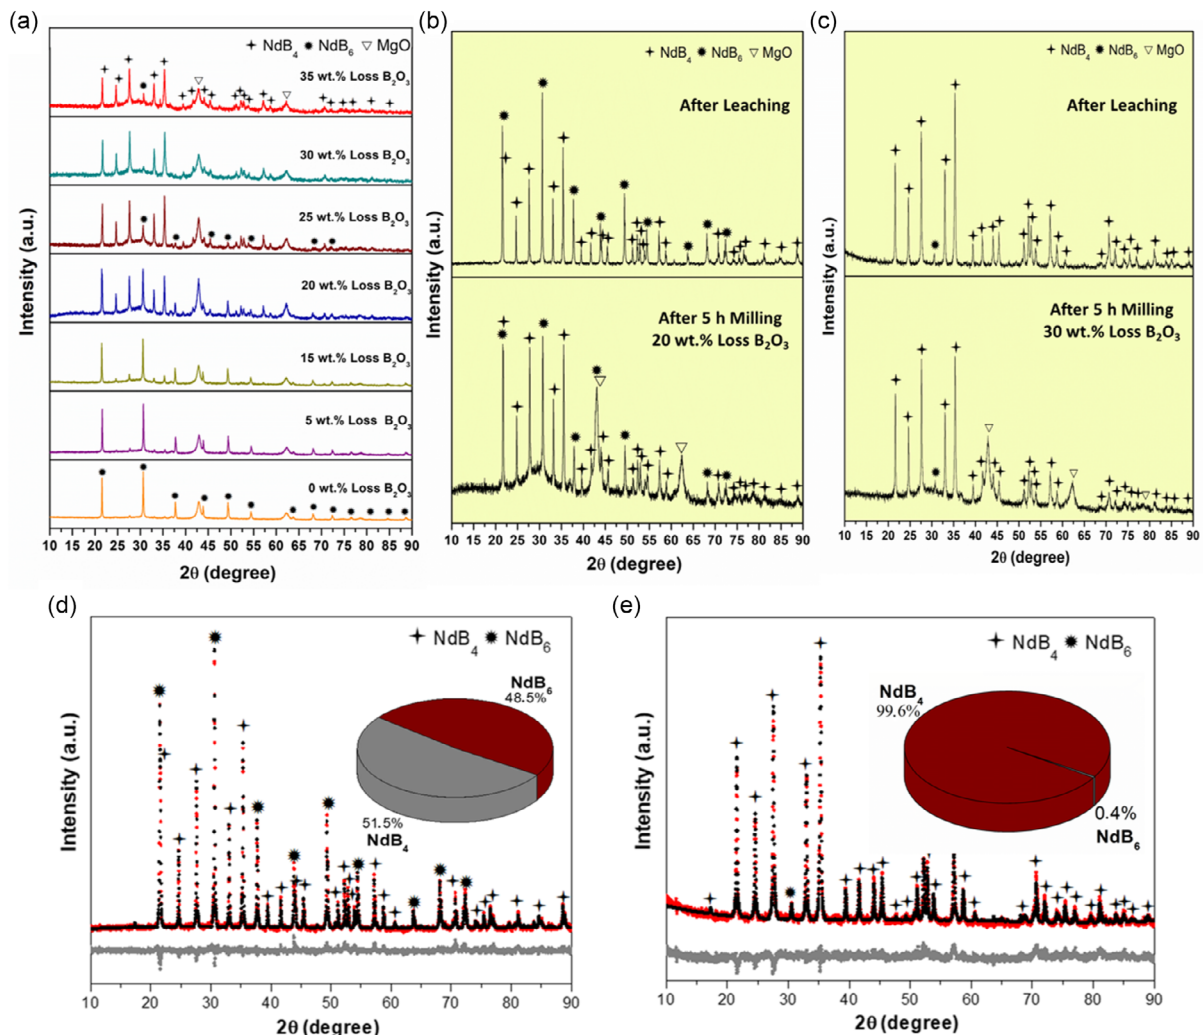 (a)
NdB4 NdB6 MgO
35 wt.% Loss B2O3
30 wt.% Loss B2O3
25 wt.% Loss B2O3
20 wt.% Loss B2O3
15 wt.% Loss B2O3
5 wt.% Loss B2O3
0 wt.% Loss B2O3
Intensity (a.u.)
10 15 20 25 30 35 40 45 50 55 60 65 70 75 80 85 90
2θ (degree)
(b)
NdB4 NdB6 MgO
After Leaching
After 5 h Milling
20 wt.% Loss B2O3
Intensity (a.u.)
10 15 20 25 30 35 40 45 50 55 60 65 70 75 80 85 90
2θ (degree)
(c)
NdB4 NdB6 MgO
After Leaching
After 5 h Milling
30 wt.% Loss B2O3
Intensity (a.u.)
10 15 20 25 30 35 40 45 50 55 60 65 70 75 80 85 90
2θ (degree)
(d)
NdB4 NdB6
NdB6
48.5%
51.5%
NdB4
Intensity (a.u.)
10 20 30 40 50 60 70 80 90
2θ (degree)
(e)
NdB4 NdB6
NdB4
99.6%
0.4%
NdB6
Intensity (a.u.)
10 20 30 40 50 60 70 80 90
2θ (degree)